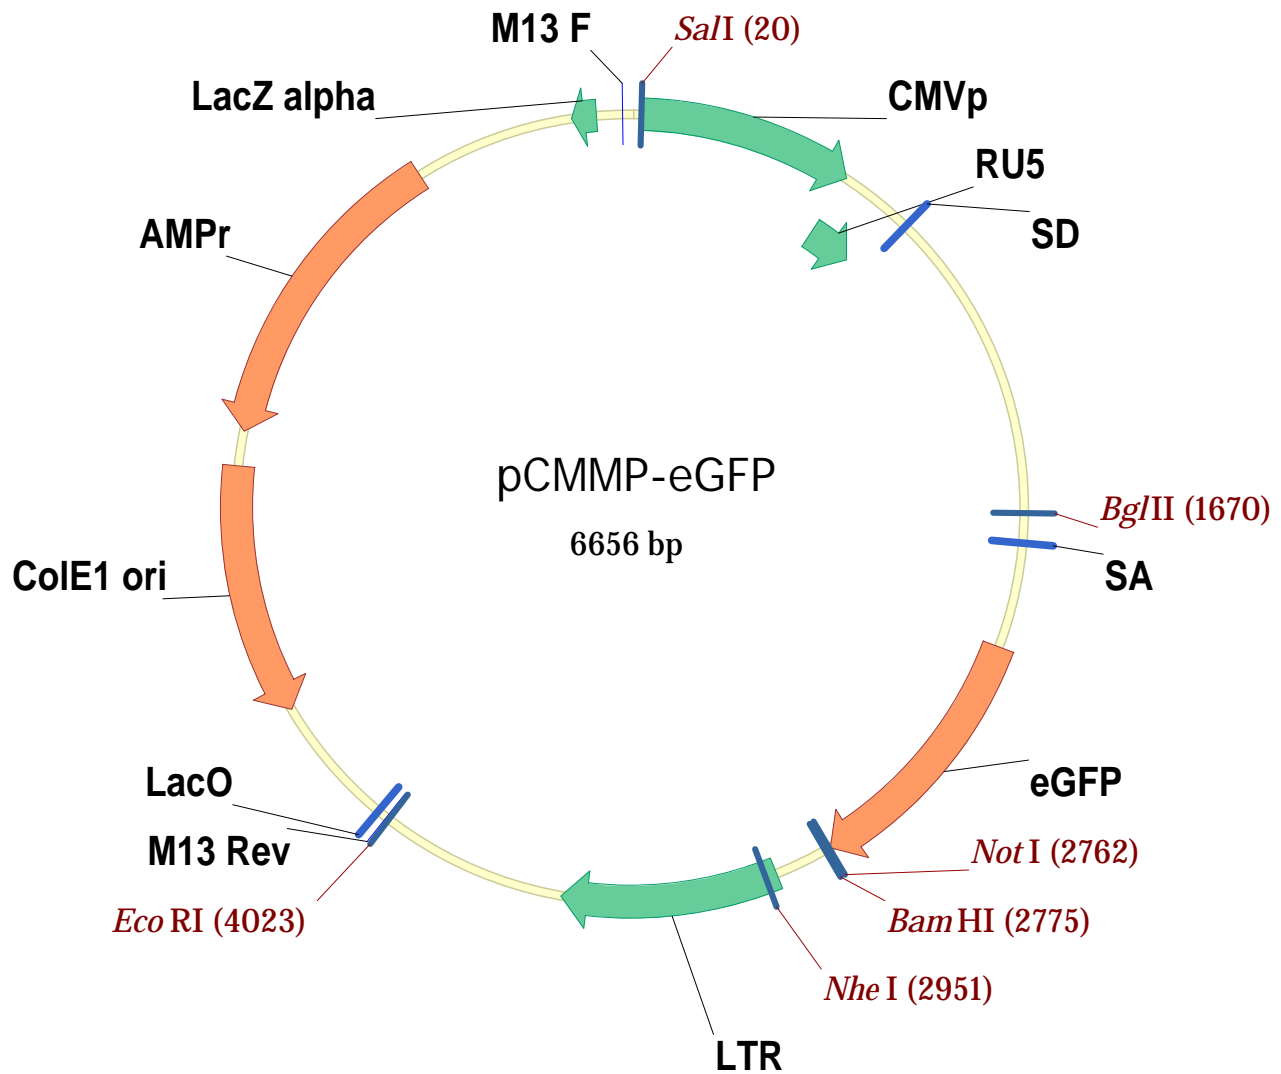 M13 F
SalI (20)
LacZ alpha
CMVp
RU5
AMPr
SD
pCMMP-eGFP
6656 bp
BglII (1670)
ColE1 ori
SA
LacO
eGFP
M13 Rev
NotI (2762)
EcoRI (4023)
BamHI (2775)
NheI (2951)
LTR